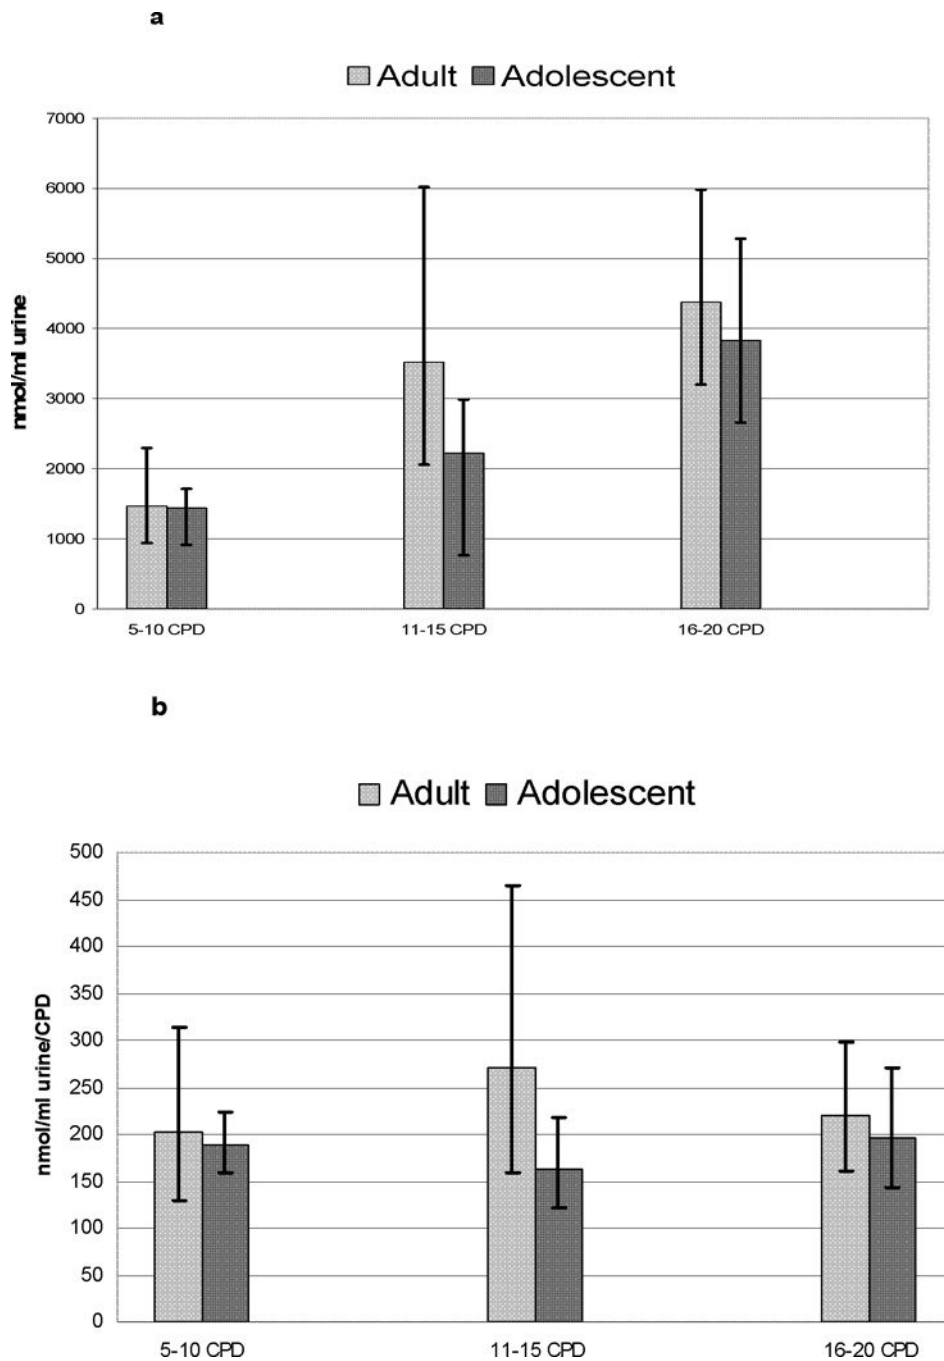 a
Adult Adolescent
7000
6000
5000
4000
3000
2000
1000
0
nmol/ml urine
5-10 CPD 11-15 CPD 16-20 CPD
b
Adult Adolescent
500
450
400
350
300
250
200
150
100
50
0
nmol/ml urine/CPD
5-10 CPD 11-15 CPD 16-20 CPD